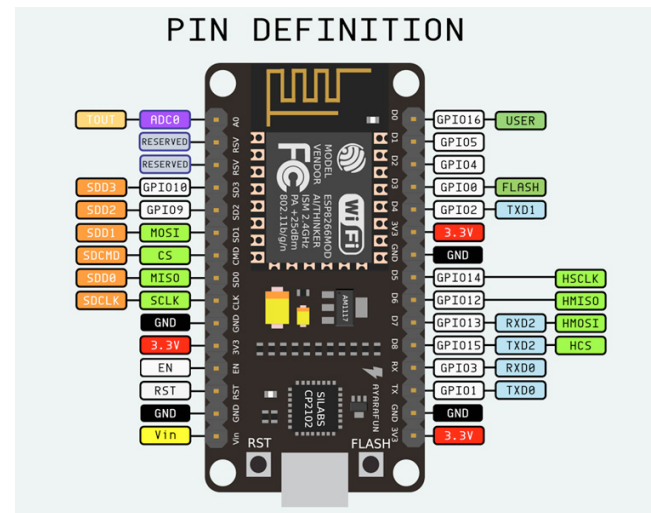 PIN DEFINITION
TOUT ADC0 A0 D0 GPIO16 USER
RESERVED RSV D1 GPIO5
RESERVED RSV D2 GPIO4
SDD3 GPIO10 SD3 D3 GPIO0 FLASH
SDD2 GPIO9 SD2 D4 GPIO2 TXD1
SDD1 MOSI SD1 3V3 3.3V
SDCMD CS CMD GND GND
SDD0 MISO SD0 D5 GPIO14 HSCLK
SDCLK SCLK CLK D6 GPIO12 HMISO
GND GND D7 GPIO13 RXD2 HMOSI
3.3V 3V3 D8 GPIO15 TXD2 HCS
EN EN RX GPIO3 RXD0
RST RST TX GPIO1 TXD0
GND GND GND GND
Vin Vin 3V3 3.3V
MODEL ESP8266MOD
VENDOR AI/THINKER
ISM 2.4GHz
PA +25dBm
802.11b/g/n
FC
Wi Fi
AM1117
SILABS
CP2102
AYARAFUN
RST
FLASH